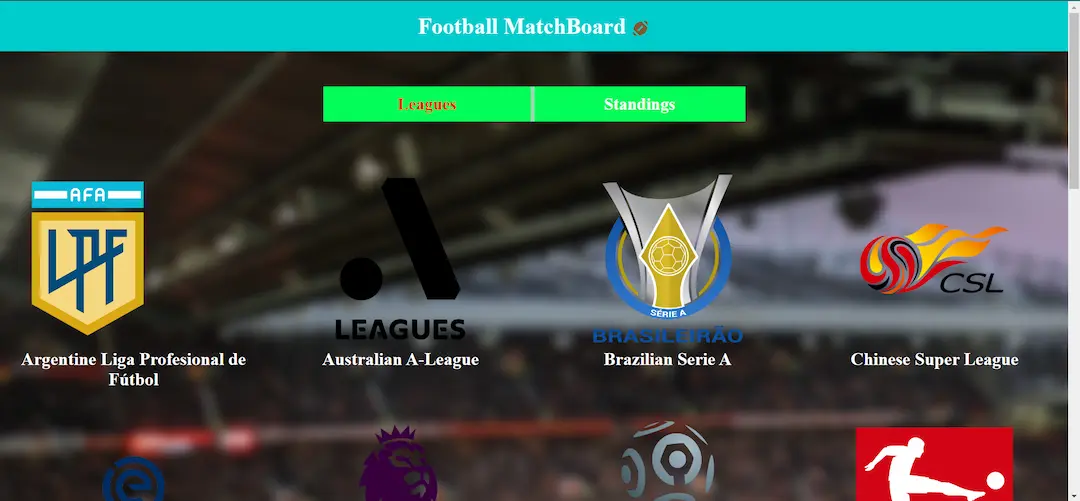 Football MatchBoard 🏈
Leagues
Standings
AFA
LPF
LEAGUES
SÉRIE A
BRASILEIRÃO
CSL
Argentine Liga Profesional de
Fútbol
Australian A-League
Brazilian Serie A
Chinese Super League